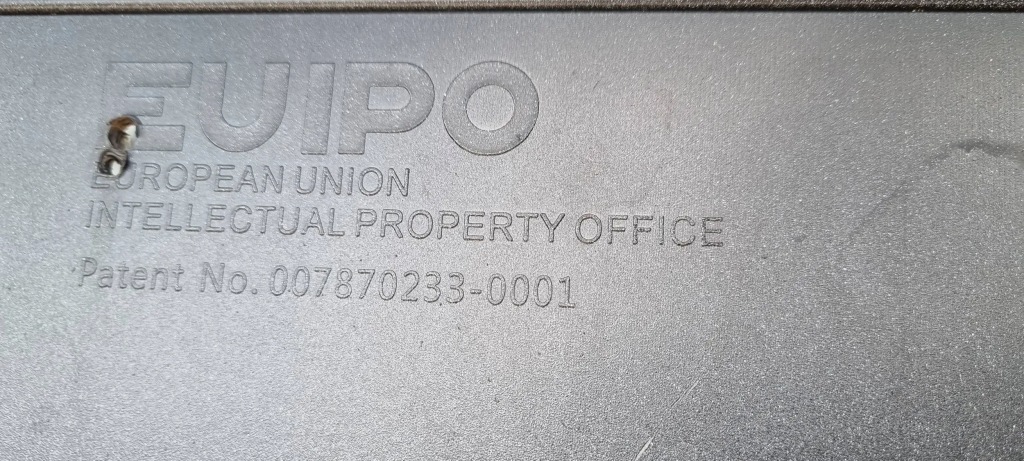 EUIPO
EUROPEAN UNION
INTELLECTUAL PROPERTY OFFICE
Patent No. 007870233-0001